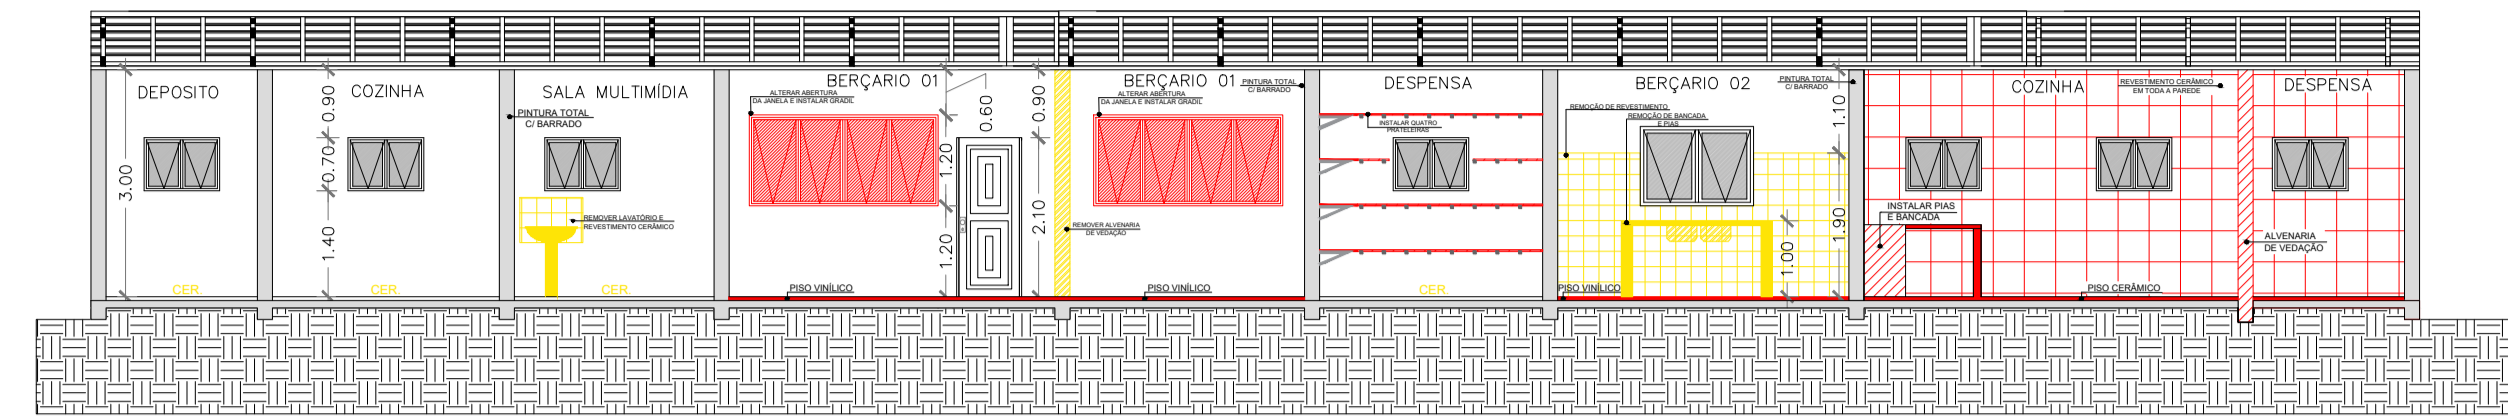 DEPOSITO
3.00
CER.
COZINHA
0.90
0.70
1.40
CER.
SALA MULTIMÍDIA
PINTURA TOTAL
C/ BARRADO
REMOVER LAVATÓRIO E
REVESTIMENTO CERÂMICO
CER.
BERÇARIO 01
ALTERAR ABERTURA
DA JANELA E INSTALAR GRADIL
0.60
1.20
1.20
0.90
2.10
PISO VINÍLICO
REMOVER ALVENARIA
DE VEDAÇÃO
BERÇARIO 01
ALTERAR ABERTURA
DA JANELA E INSTALAR GRADIL
PINTURA TOTAL
C/ BARRADO
PISO VINÍLICO
DESPENSA
INSTALAR QUATRO
PRATELEIRAS
CER.
BERÇARIO 02
PINTURA TOTAL
C/ BARRADO
REMOÇÃO DE REVESTIMENTO
REMOÇÃO DE BANCADA
E PIAS
1.10
1.90
1.00
PISO VINÍLICO
COZINHA
REVESTIMENTO CERÂMICO
EM TODA A PAREDE
INSTALAR PIAS
E BANCADA
PISO CERÂMICO
DESPENSA
ALVENARIA
DE VEDAÇÃO